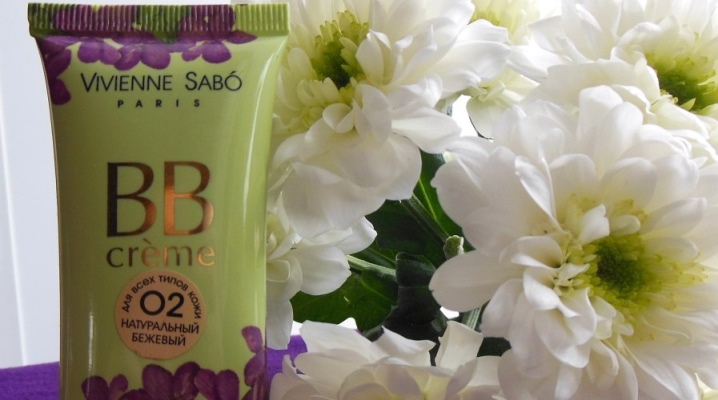 VIVIENNE SABÓ
PARIS
BB
crème
ДЛЯ ВСЕХ ТИПОВ КОЖИ
02
НАТУРАЛЬНЫЙ
БЕЖЕВЫЙ